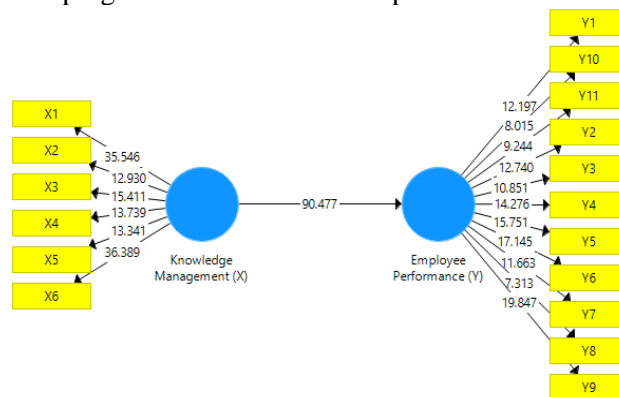 Y1
Y10
Y11
Y2
Y3
Y4
Y5
Y6
Y7
Y8
Y9
12.197
8.015
9.244
12.740
10.851
14.276
15.751
17.145
11.663
7.313
19.847
X1
X2
X3
X4
X5
X6
35.546
12.930
15.411
13.739
13.341
36.389
90.477
Knowledge
Management (X)
Employee
Performance (Y)